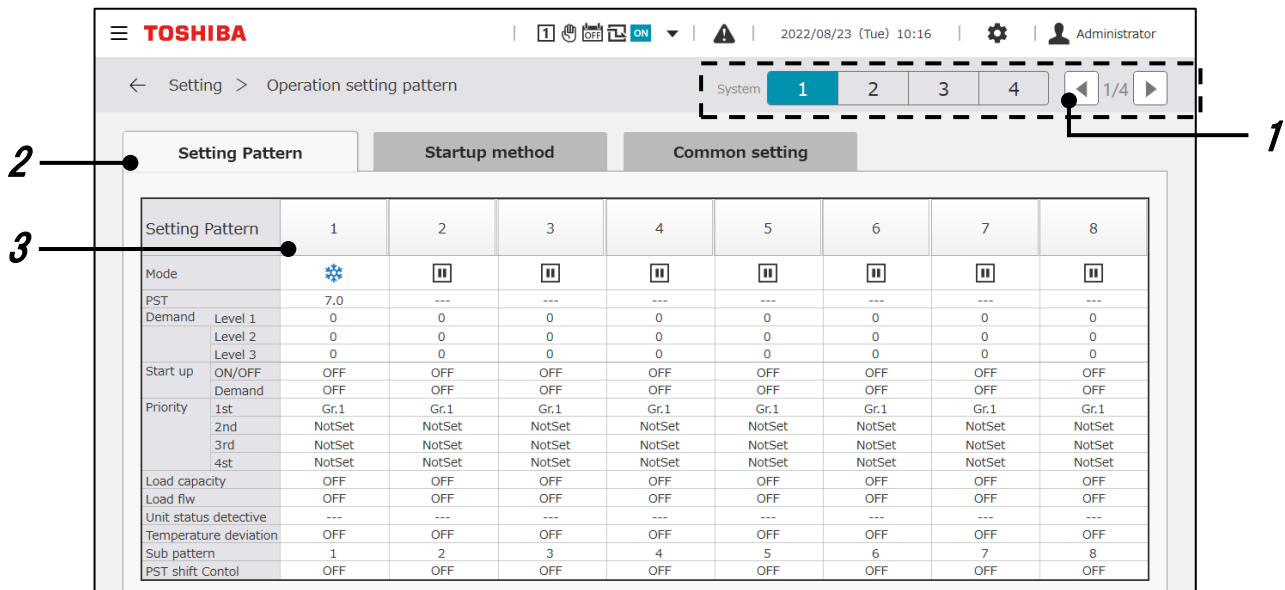 TOSHIBA 1 OFF ON 2022/08/23 (Tue) 10:16 Administrator
Setting > Operation setting pattern System 1 2 3 4 1/4
1
2
Setting Pattern Startup method Common setting
3
Setting Pattern 1 2 3 4 5 6 7 8
Mode
PST 7.0 --- --- --- --- --- --- ---
Demand Level 1 0 0 0 0 0 0 0 0
Level 2 0 0 0 0 0 0 0 0
Level 3 0 0 0 0 0 0 0 0
Start up ON/OFF OFF OFF OFF OFF OFF OFF OFF OFF
Demand OFF OFF OFF OFF OFF OFF OFF OFF
Priority 1st Gr.1 Gr.1 Gr.1 Gr.1 Gr.1 Gr.1 Gr.1 Gr.1
2nd NotSet NotSet NotSet NotSet NotSet NotSet NotSet NotSet
3rd NotSet NotSet NotSet NotSet NotSet NotSet NotSet NotSet
4st NotSet NotSet NotSet NotSet NotSet NotSet NotSet NotSet
Load capacity OFF OFF OFF OFF OFF OFF OFF OFF
Load flw OFF OFF OFF OFF OFF OFF OFF OFF
Unit status detective --- --- --- --- --- --- --- ---
Temperature deviation OFF OFF OFF OFF OFF OFF OFF OFF
Sub pattern 1 2 3 4 5 6 7 8
PST shift Contol OFF OFF OFF OFF OFF OFF OFF OFF